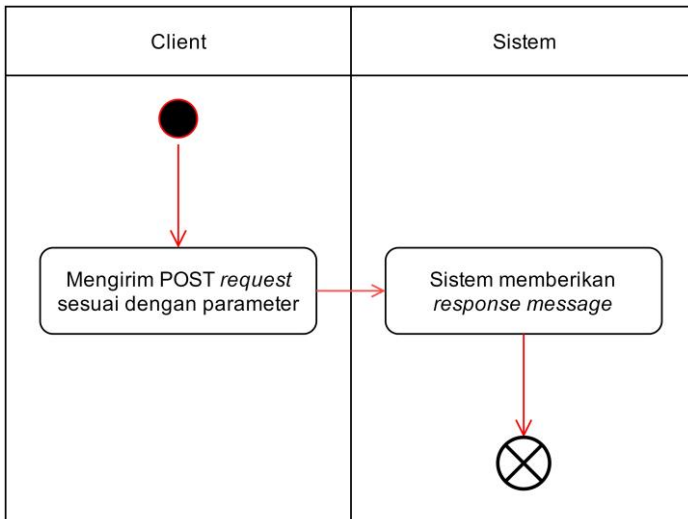 Client
Sistem
Mengirim POST request
sesuai dengan parameter
Sistem memberikan
response message